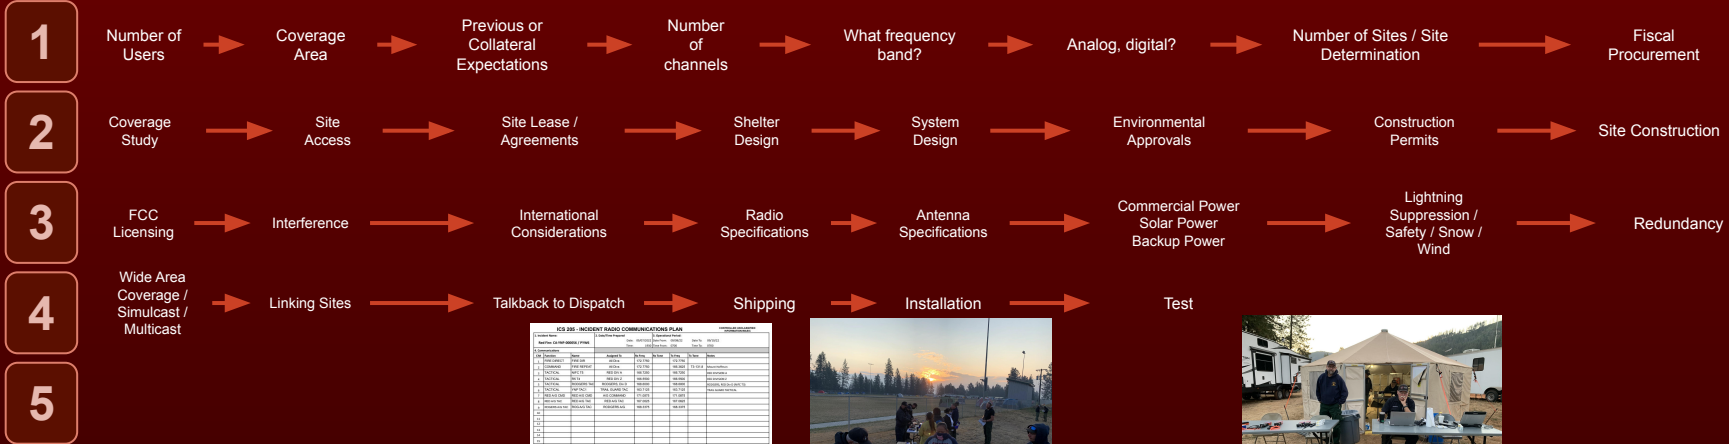 1
Number of
Users
Coverage
Area
Previous or
Collateral
Expectations
Number
of
channels
What frequency
band?
Analog, digital?
Number of Sites / Site
Determination
Fiscal
Procurement
2
Coverage
Study
Site
Access
Site Lease /
Agreements
Shelter
Design
System
Design
Environmental
Approvals
Construction
Permits
Site Construction
3
FCC
Licensing
Interference
International
Considerations
Radio
Specifications
Antenna
Specifications
Commercial Power
Solar Power
Backup Power
Lightning
Suppression /
Safety / Snow /
Wind
Redundancy
4
Wide Area
Coverage /
Simulcast /
Multicast
Linking Sites
Talkback to Dispatch
Shipping
Installation
Test
5
ICS 205 - INCIDENT RADIO COMMUNICATIONS PLAN